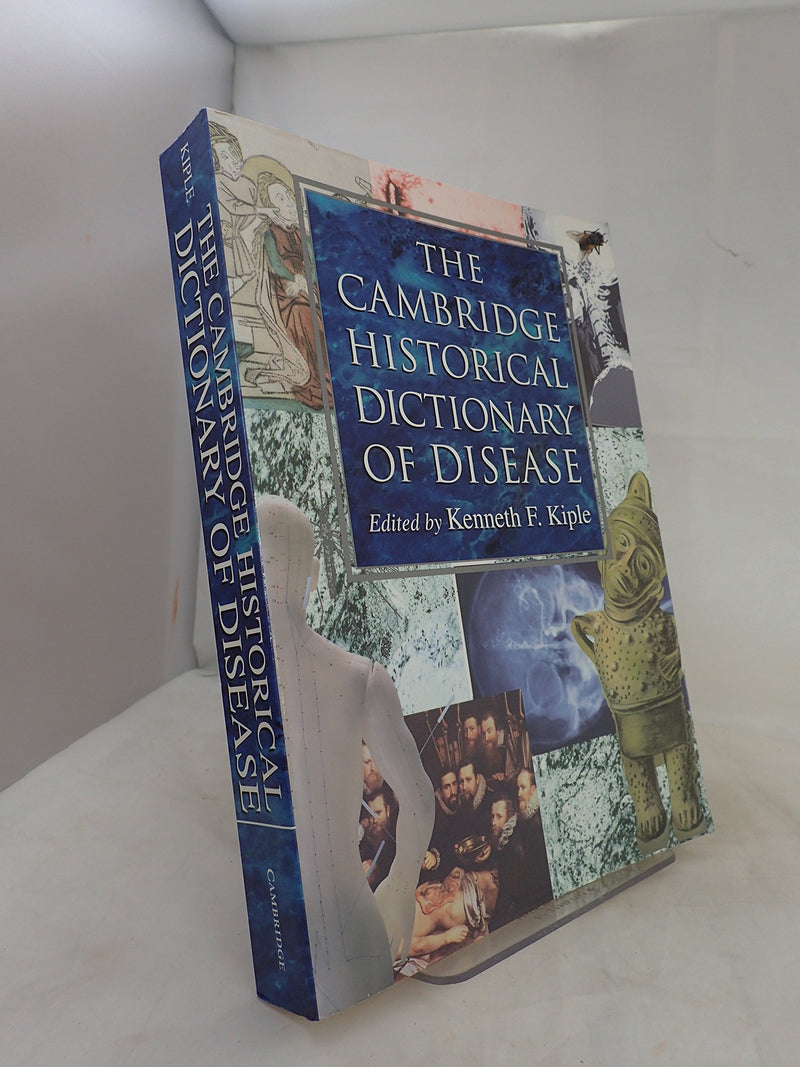 THE
CAMBRIDGE
HISTORICAL
DICTIONARY
OF DISEASE
Edited by Kenneth F. Kiple
KIPLE
THE CAMBRIDGE HISTORICAL
DICTIONARY OF DISEASE
CAMBRIDGE